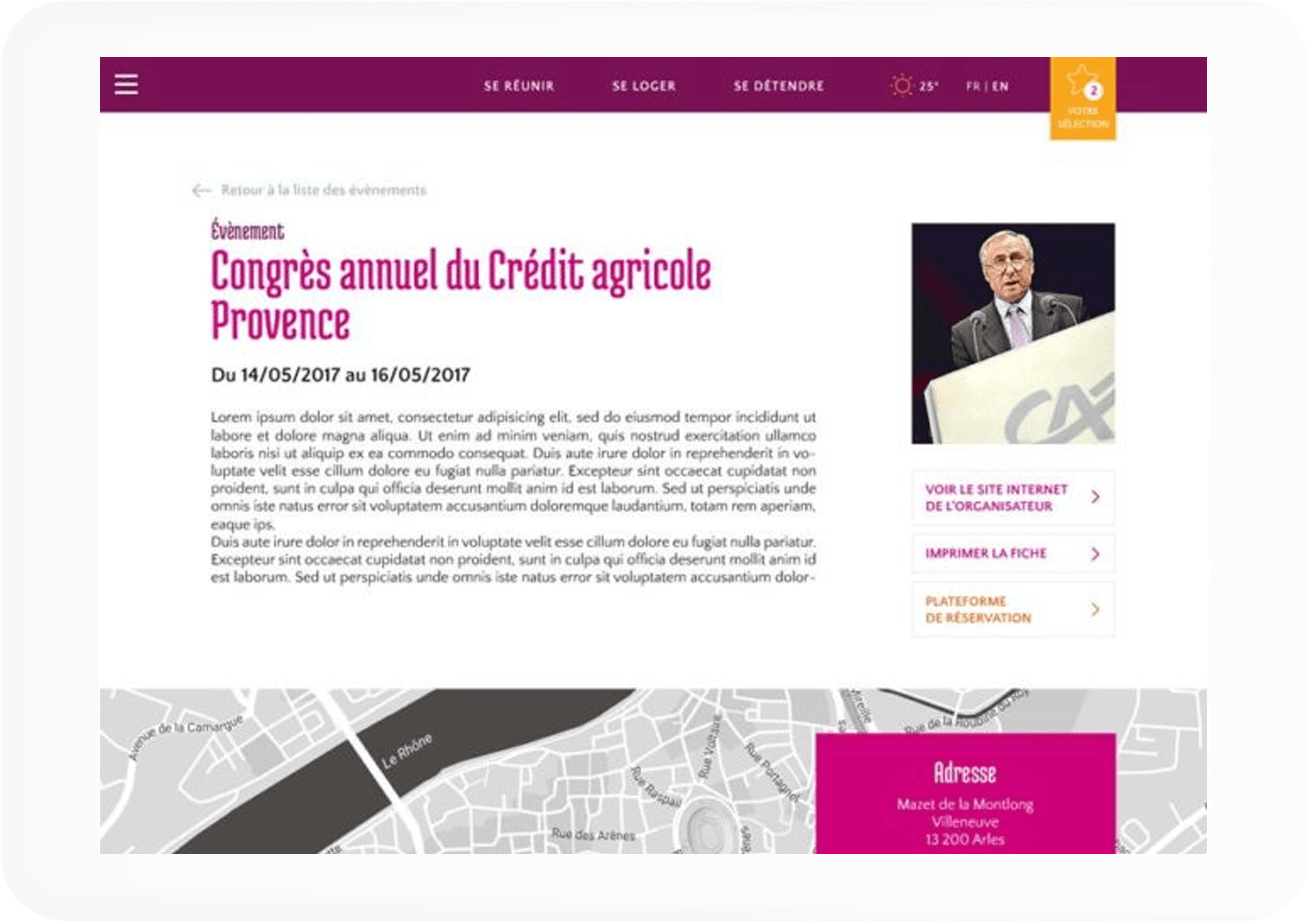 SE RÉUNIR
SE LOGER
SE DÉTENDRE
25°
FR | EN
2
VOTRE
SÉLECTION
Retour à la liste des évènements
Évènement
Congrès annuel du Crédit agricole
Provence
Du 14/05/2017 au 16/05/2017
Lorem ipsum dolor sit amet, consectetur adipisicing elit, sed do eiusmod tempor incididunt ut
labore et dolore magna aliqua. Ut enim ad minim veniam, quis nostrud exercitation ullamco
laboris nisi ut aliquip ex ea commodo consequat. Duis aute irure dolor in reprehenderit in vo-
luptate velit esse cillum dolore eu fugiat nulla pariatur. Excepteur sint occaecat cupidatat non
proident, sunt in culpa qui officia deserunt mollit anim id est laborum. Sed ut perspiciatis unde
omnis iste natus error sit voluptatem accusantium doloremque laudantium, totam rem aperiam,
eaque ips.
Duis aute irure dolor in reprehenderit in voluptate velit esse cillum dolore eu fugiat nulla pariatur.
Excepteur sint occaecat cupidatat non proident, sunt in culpa qui officia deserunt mollit anim id
est laborum. Sed ut perspiciatis unde omnis iste natus error sit voluptatem accusantium dolor-
CA
VOIR LE SITE INTERNET
DE L'ORGANISATEUR
IMPRIMER LA FICHE
PLATEFORME
DE RÉSERVATION
Avenue de la Camargue
Le Rhône
Rue Raspail
Rue Voltaire
Rue Portagnel
Rue des Arènes
Mireille
Rue de la Roubine du Roy
Adresse
Mazet de la Montlong
Villeneuve
13 200 Arles